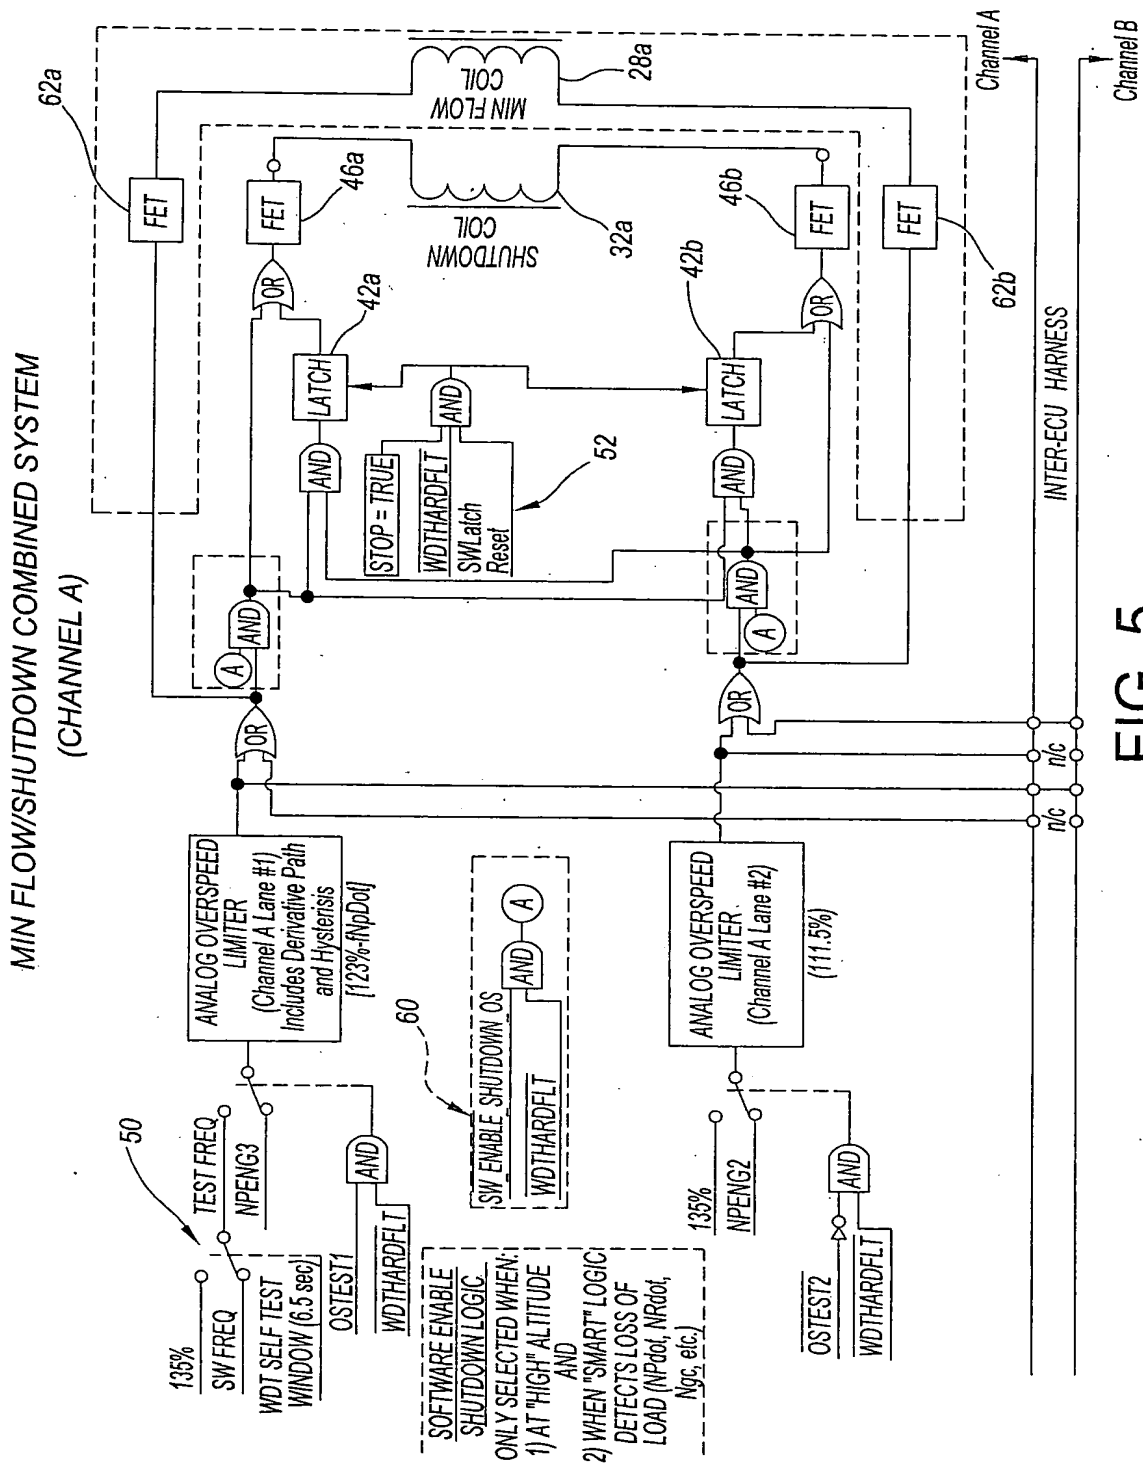 MIN FLOW/SHUTDOWN COMBINED SYSTEM
(CHANNEL A)
62a
FET
FET
46a
MIN FLOW
COIL
28a
SHUTDOWN
COIL
32a
OR
LATCH
42a
AND
STOP = TRUE
WDTHARDFLT
SWLatch
Reset
AND
52
42b
LATCH
AND
OR
46b
FET
FET
62b
A
AND
A
AND
OR
OR
50
135%
SW FREQ
WDT SELF TEST
WINDOW (6.5 sec)
TEST FREQ
NPENG3
OSTEST1
WDTHARDFLT
AND
ANALOG OVERSPEED
LIMITER
(Channel A Lane #1)
Includes Derivative Path
and Hysterisis
[123%-fNpDot]
60
SW ENABLE SHUTDOWN OS
WDTHARDFLT
AND
A
SOFTWARE ENABLE
SHUTDOWN LOGIC
ONLY SELECTED WHEN:
1) AT "HIGH" ALTITUDE
AND
2) WHEN "SMART" LOGIC
DETECTS LOSS OF
LOAD (NPdot, NRdot,
Ngc, etc.)
135%
NPENG2
OSTEST2
WDTHARDFLT
AND
ANALOG OVERSPEED
LIMITER
(Channel A Lane #2)
(111.5%)
n/c
n/c
INTER-ECU HARNESS
Channel A
Channel B
FIG. 5